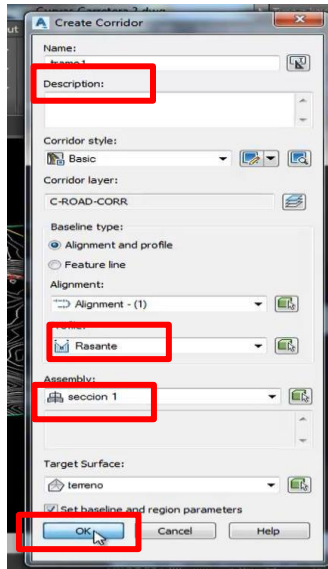 Create Corridor
Name:
Description:
Corridor style:
Basic
Corridor layer:
C-ROAD-CORR
Baseline type:
Alignment and profile
Feature line
Alignment:
Alignment - (1)
Rasante
Assembly:
seccion 1
Target Surface:
terreno
Set baseline and region parameters
OK
Cancel
Help